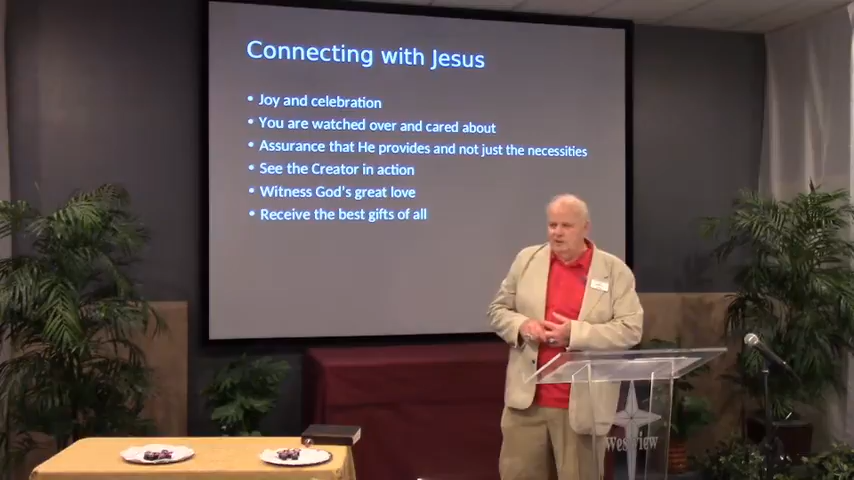 Connecting with Jesus
• Joy and celebration
• You are watched over and cared about
• Assurance that He provides and not just the necessities
• See the Creator in action
• Witness God's great love
• Receive the best gifts of all
Westview